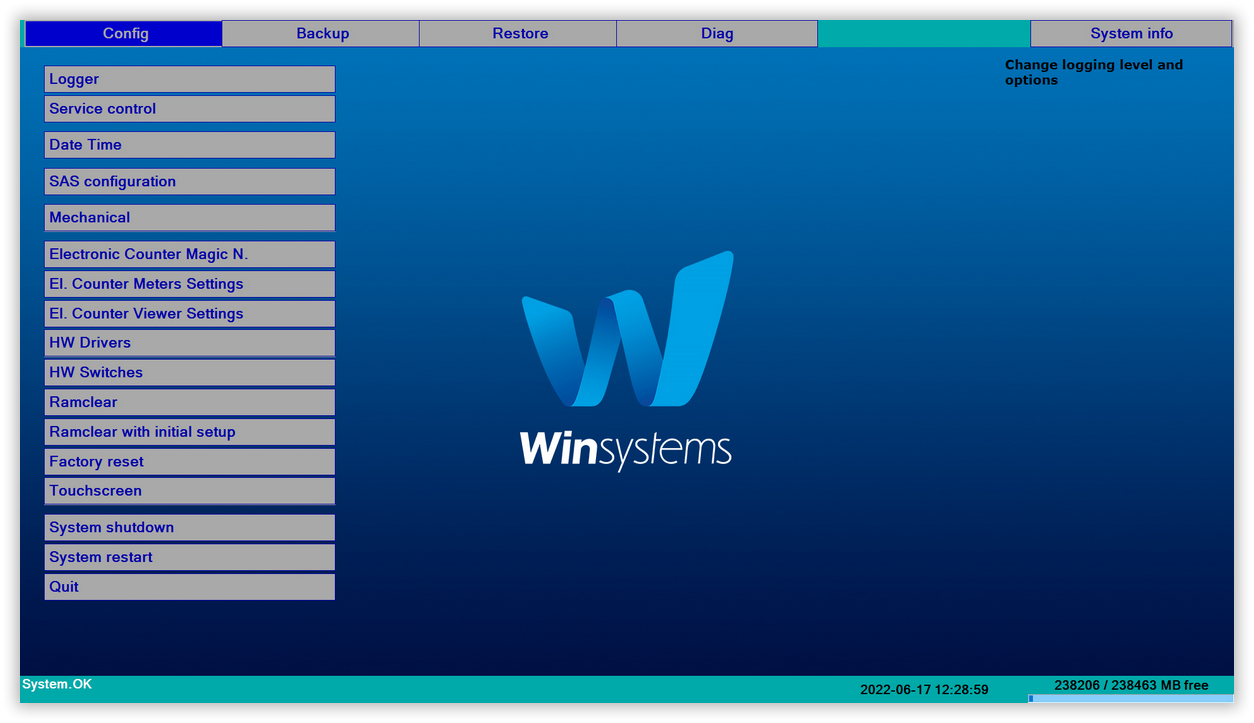 Config
Backup
Restore
Diag
System info
Change logging level and
options
Logger
Service control
Date Time
SAS configuration
Mechanical
Electronic Counter Magic N.
El. Counter Meters Settings
El. Counter Viewer Settings
HW Drivers
HW Switches
Ramclear
Ramclear with initial setup
Factory reset
Touchscreen
System shutdown
System restart
Quit
Winsystems
System.OK
2022-06-17 12:28:59
238206 / 238463 MB free